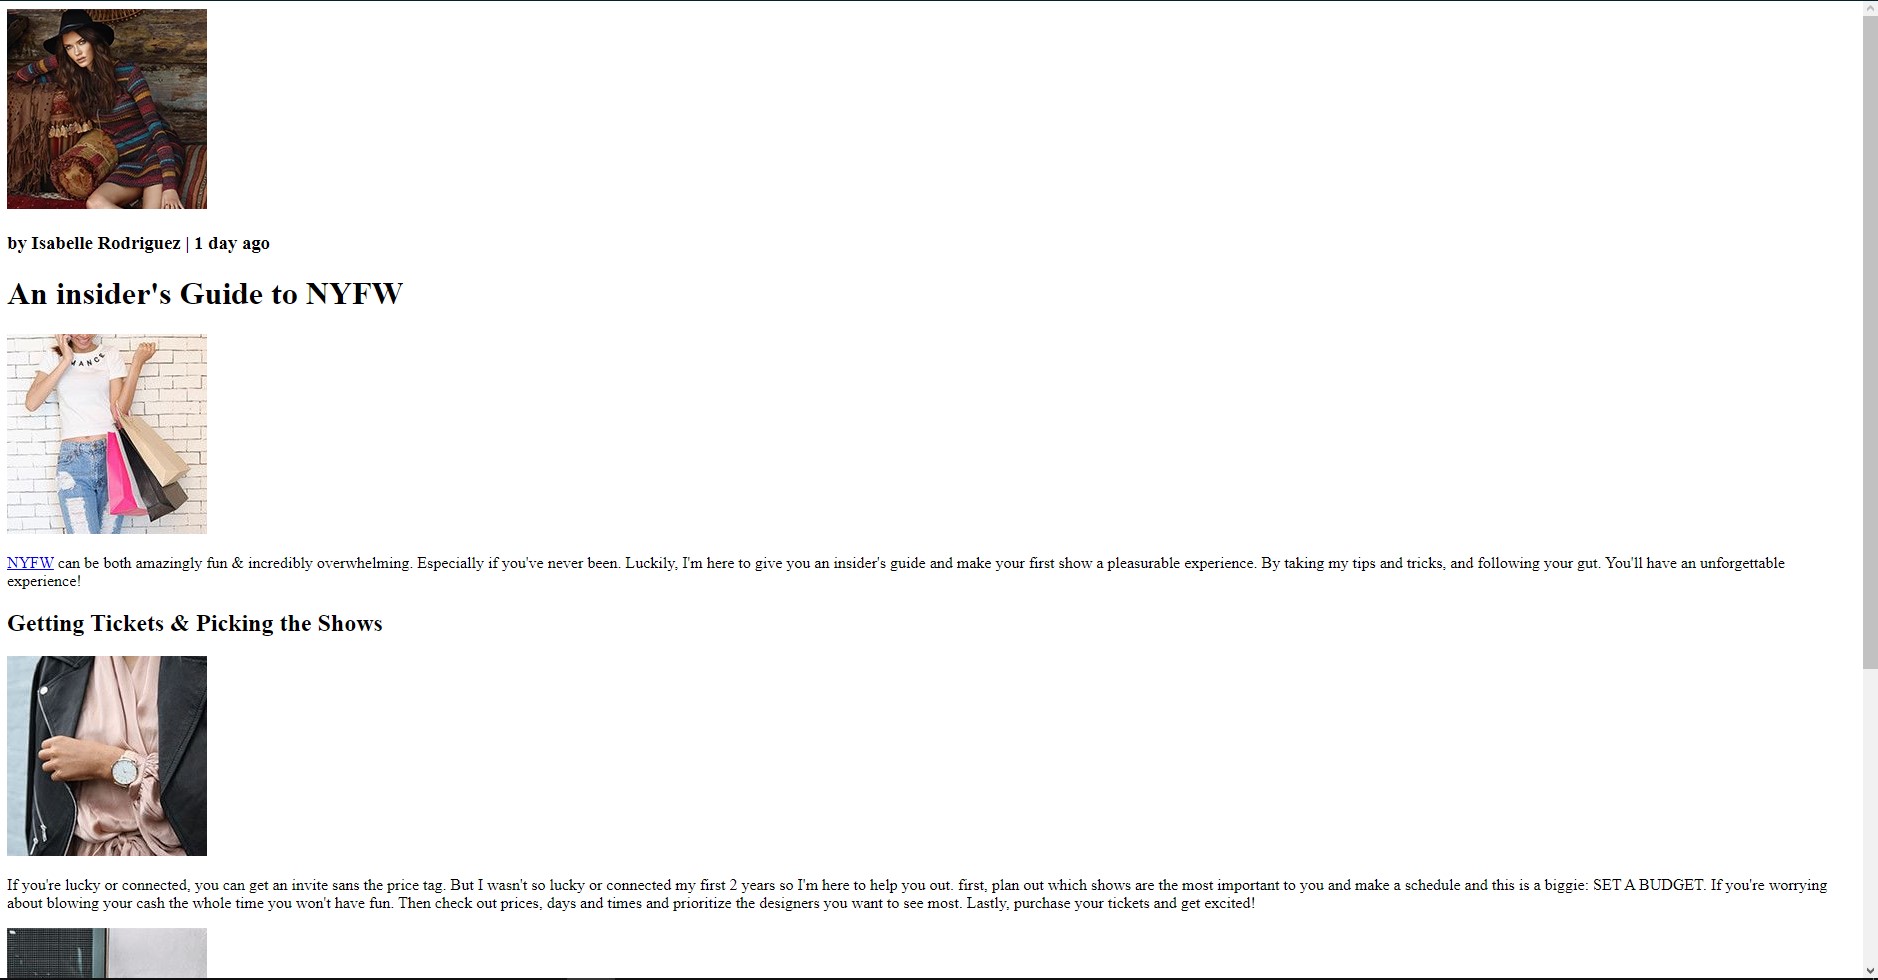 by Isabelle Rodriguez | 1 day ago
An insider's Guide to NYFW
MANCE
NYFW can be both amazingly fun & incredibly overwhelming. Especially if you've never been. Luckily, I'm here to give you an insider's guide and make your first show a pleasurable experience. By taking my tips and tricks, and following your gut. You'll have an unforgettable
experience!
Getting Tickets & Picking the Shows
If you're lucky or connected, you can get an invite sans the price tag. But I wasn't so lucky or connected my first 2 years so I'm here to help you out. first, plan out which shows are the most important to you and make a schedule and this is a biggie: SET A BUDGET. If you're worrying
about blowing your cash the whole time you won't have fun. Then check out prices, days and times and prioritize the designers you want to see most. Lastly, purchase your tickets and get excited!